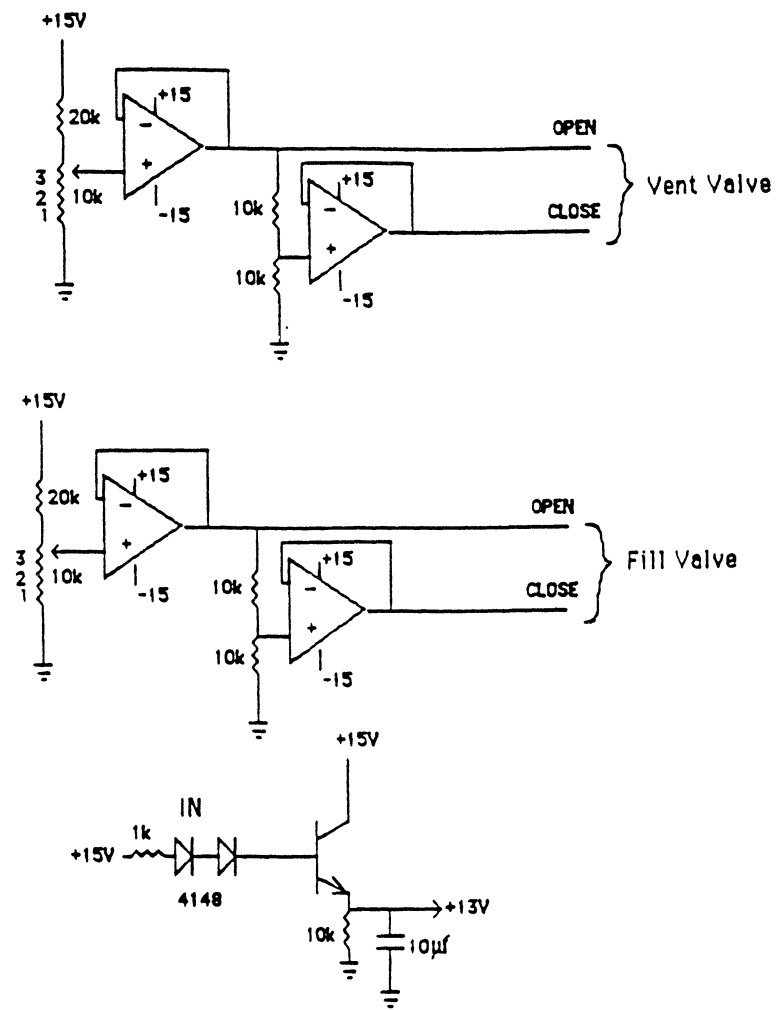 +15V
20k
+15
−
+
3
2
1
10k
-15
OPEN
+15
−
10k
Vent Valve
CLOSE
+
10k
-15
+15V
20k
+15
−
+
3
2
1
10k
-15
OPEN
+15
−
10k
Fill Valve
CLOSE
+
10k
-15
+15V
IN
1k
+15V
4148
+13V
10k
10µf